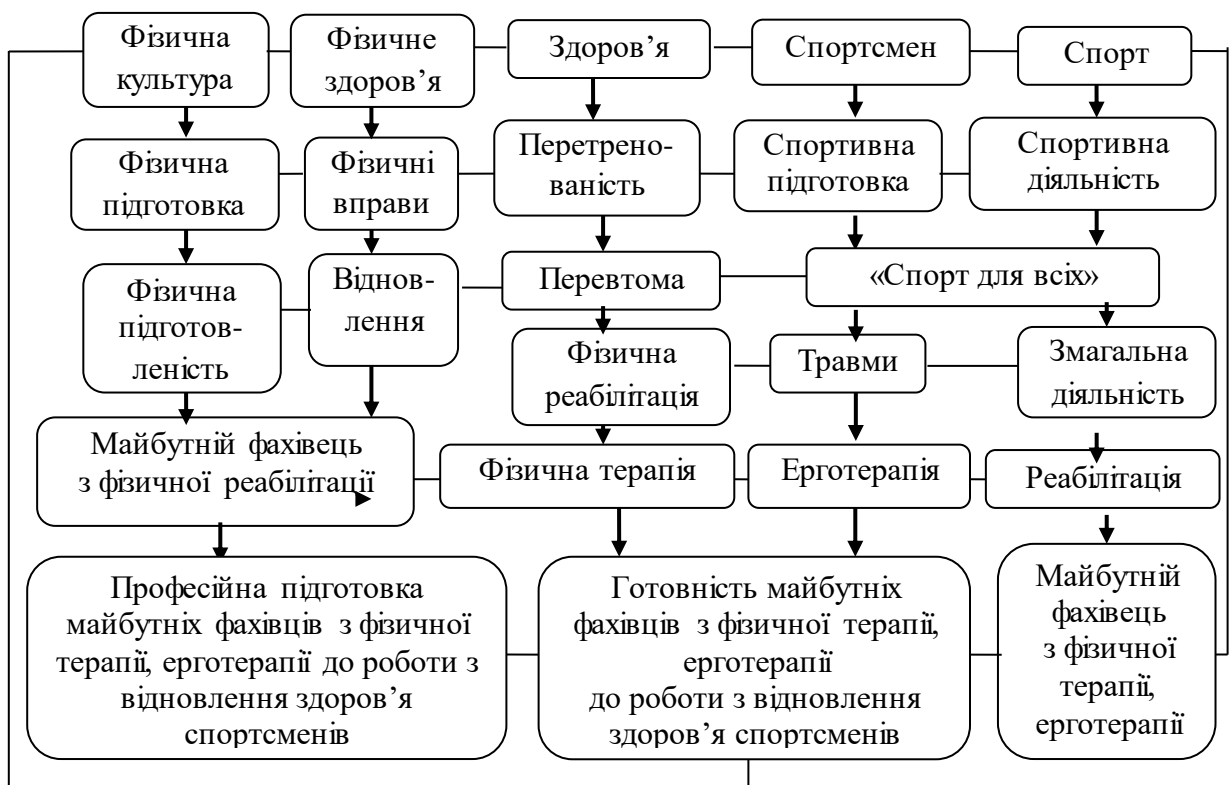 Фізична
культура
Фізичне
здоров’я
Здоров’я
Спортсмен
Спорт
Фізична
підготовка
Фізичні
вправи
Перетрено-
ваність
Спортивна
підготовка
Спортивна
діяльність
Фізична
підготов-
леність
Віднов-
лення
Перевтома
«Спорт для всіх»
Фізична
реабілітація
Травми
Змагальна
діяльність
Майбутній фахівець
з фізичної реабілітації
Фізична терапія
Ерготерапія
Реабілітація
Професійна підготовка
майбутніх фахівців з фізичної
терапії, ерготерапії до роботи з
відновлення здоров’я
спортсменів
Готовність майбутніх
фахівців з фізичної терапії,
ерготерапії
до роботи з відновлення
здоров’я спортсменів
Майбутній
фахівець
з фізичної
терапії,
ерготерапії